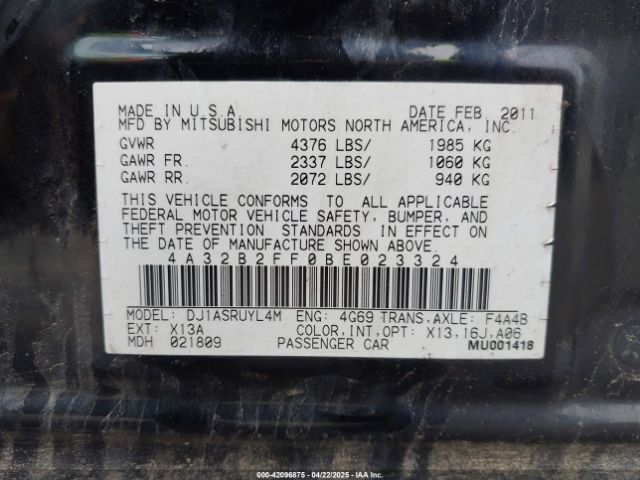 MADE IN U.S.A. DATE FEB. 2011
MFD BY MITSUBISHI MOTORS NORTH AMERICA, INC.
GVWR 4376 LBS/ 1985 KG
GAWR FR. 2337 LBS/ 1060 KG
GAWR RR. 2072 LBS/ 940 KG
THIS VEHICLE CONFORMS TO ALL APPLICABLE
FEDERAL MOTOR VEHICLE SAFETY, BUMPER, AND
THEFT PREVENTION STANDARDS IN EFFECT ON
THE DATE OF MANUFACTURE SHOWN ABOVE.
4A32B2FF0BE023324
MODEL: DJ1ASRUYL4M ENG: 4G69 TRANS,AXLE: F4A4B
EXT: X13A COLOR,INT,OPT: X13,16J,A06
MDH 021809 PASSENGER CAR MU001418
000-42096875 - 04/22/2025 - IAAI.COM